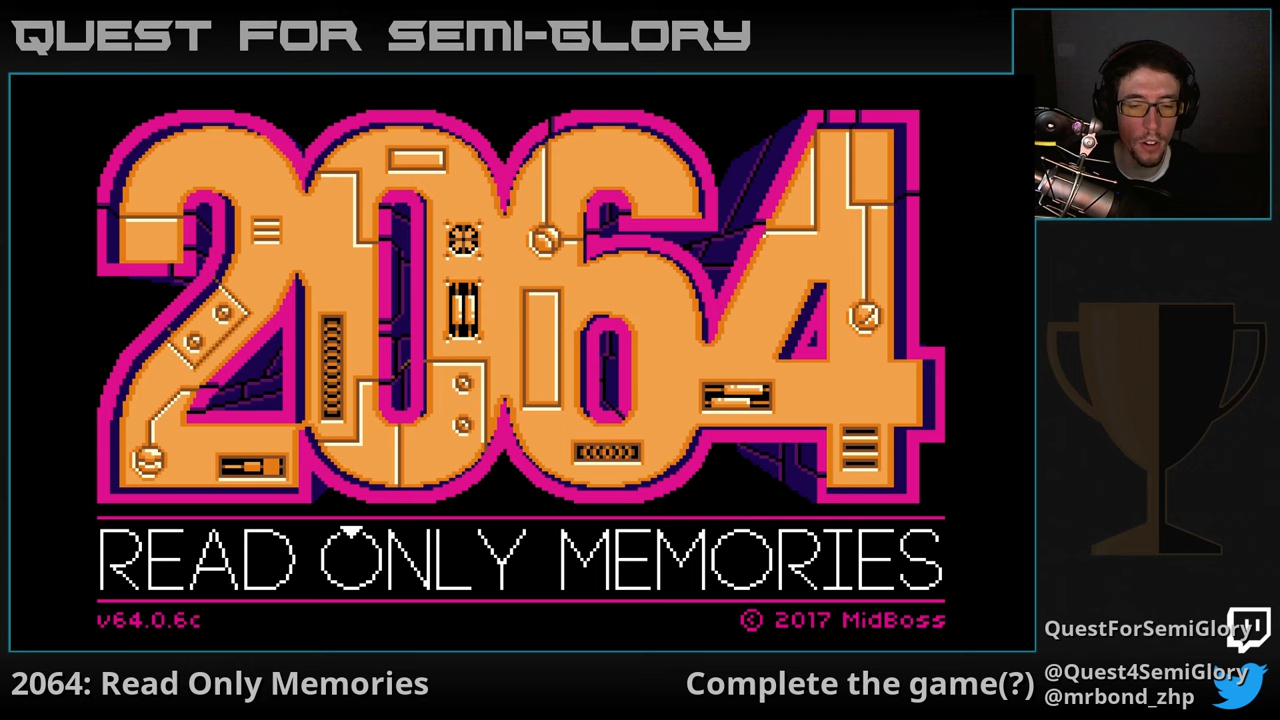 QUEST FOR SEMI-GLORY
2064
READ ONLY MEMORIES
v64.0.6c
© 2017 MidBoss
QuestForSemiGlory
@Quest4SemiGlory
@mrbond_zhp
2064: Read Only Memories
Complete the game(?)